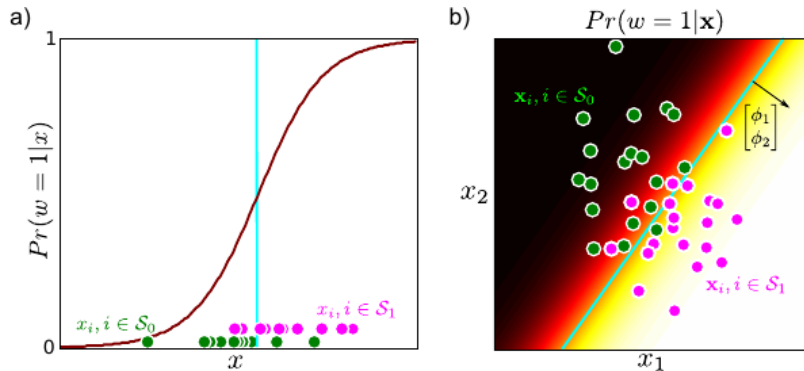 a)
1
Pr(w = 1|x)
x_i, i ∈ S_0
x_i, i ∈ S_1
0
x
b)
Pr(w = 1|𝐱)
𝐱_i, i ∈ S_0
[ϕ_1
ϕ_2]
x_2
𝐱_i, i ∈ S_1
x_1